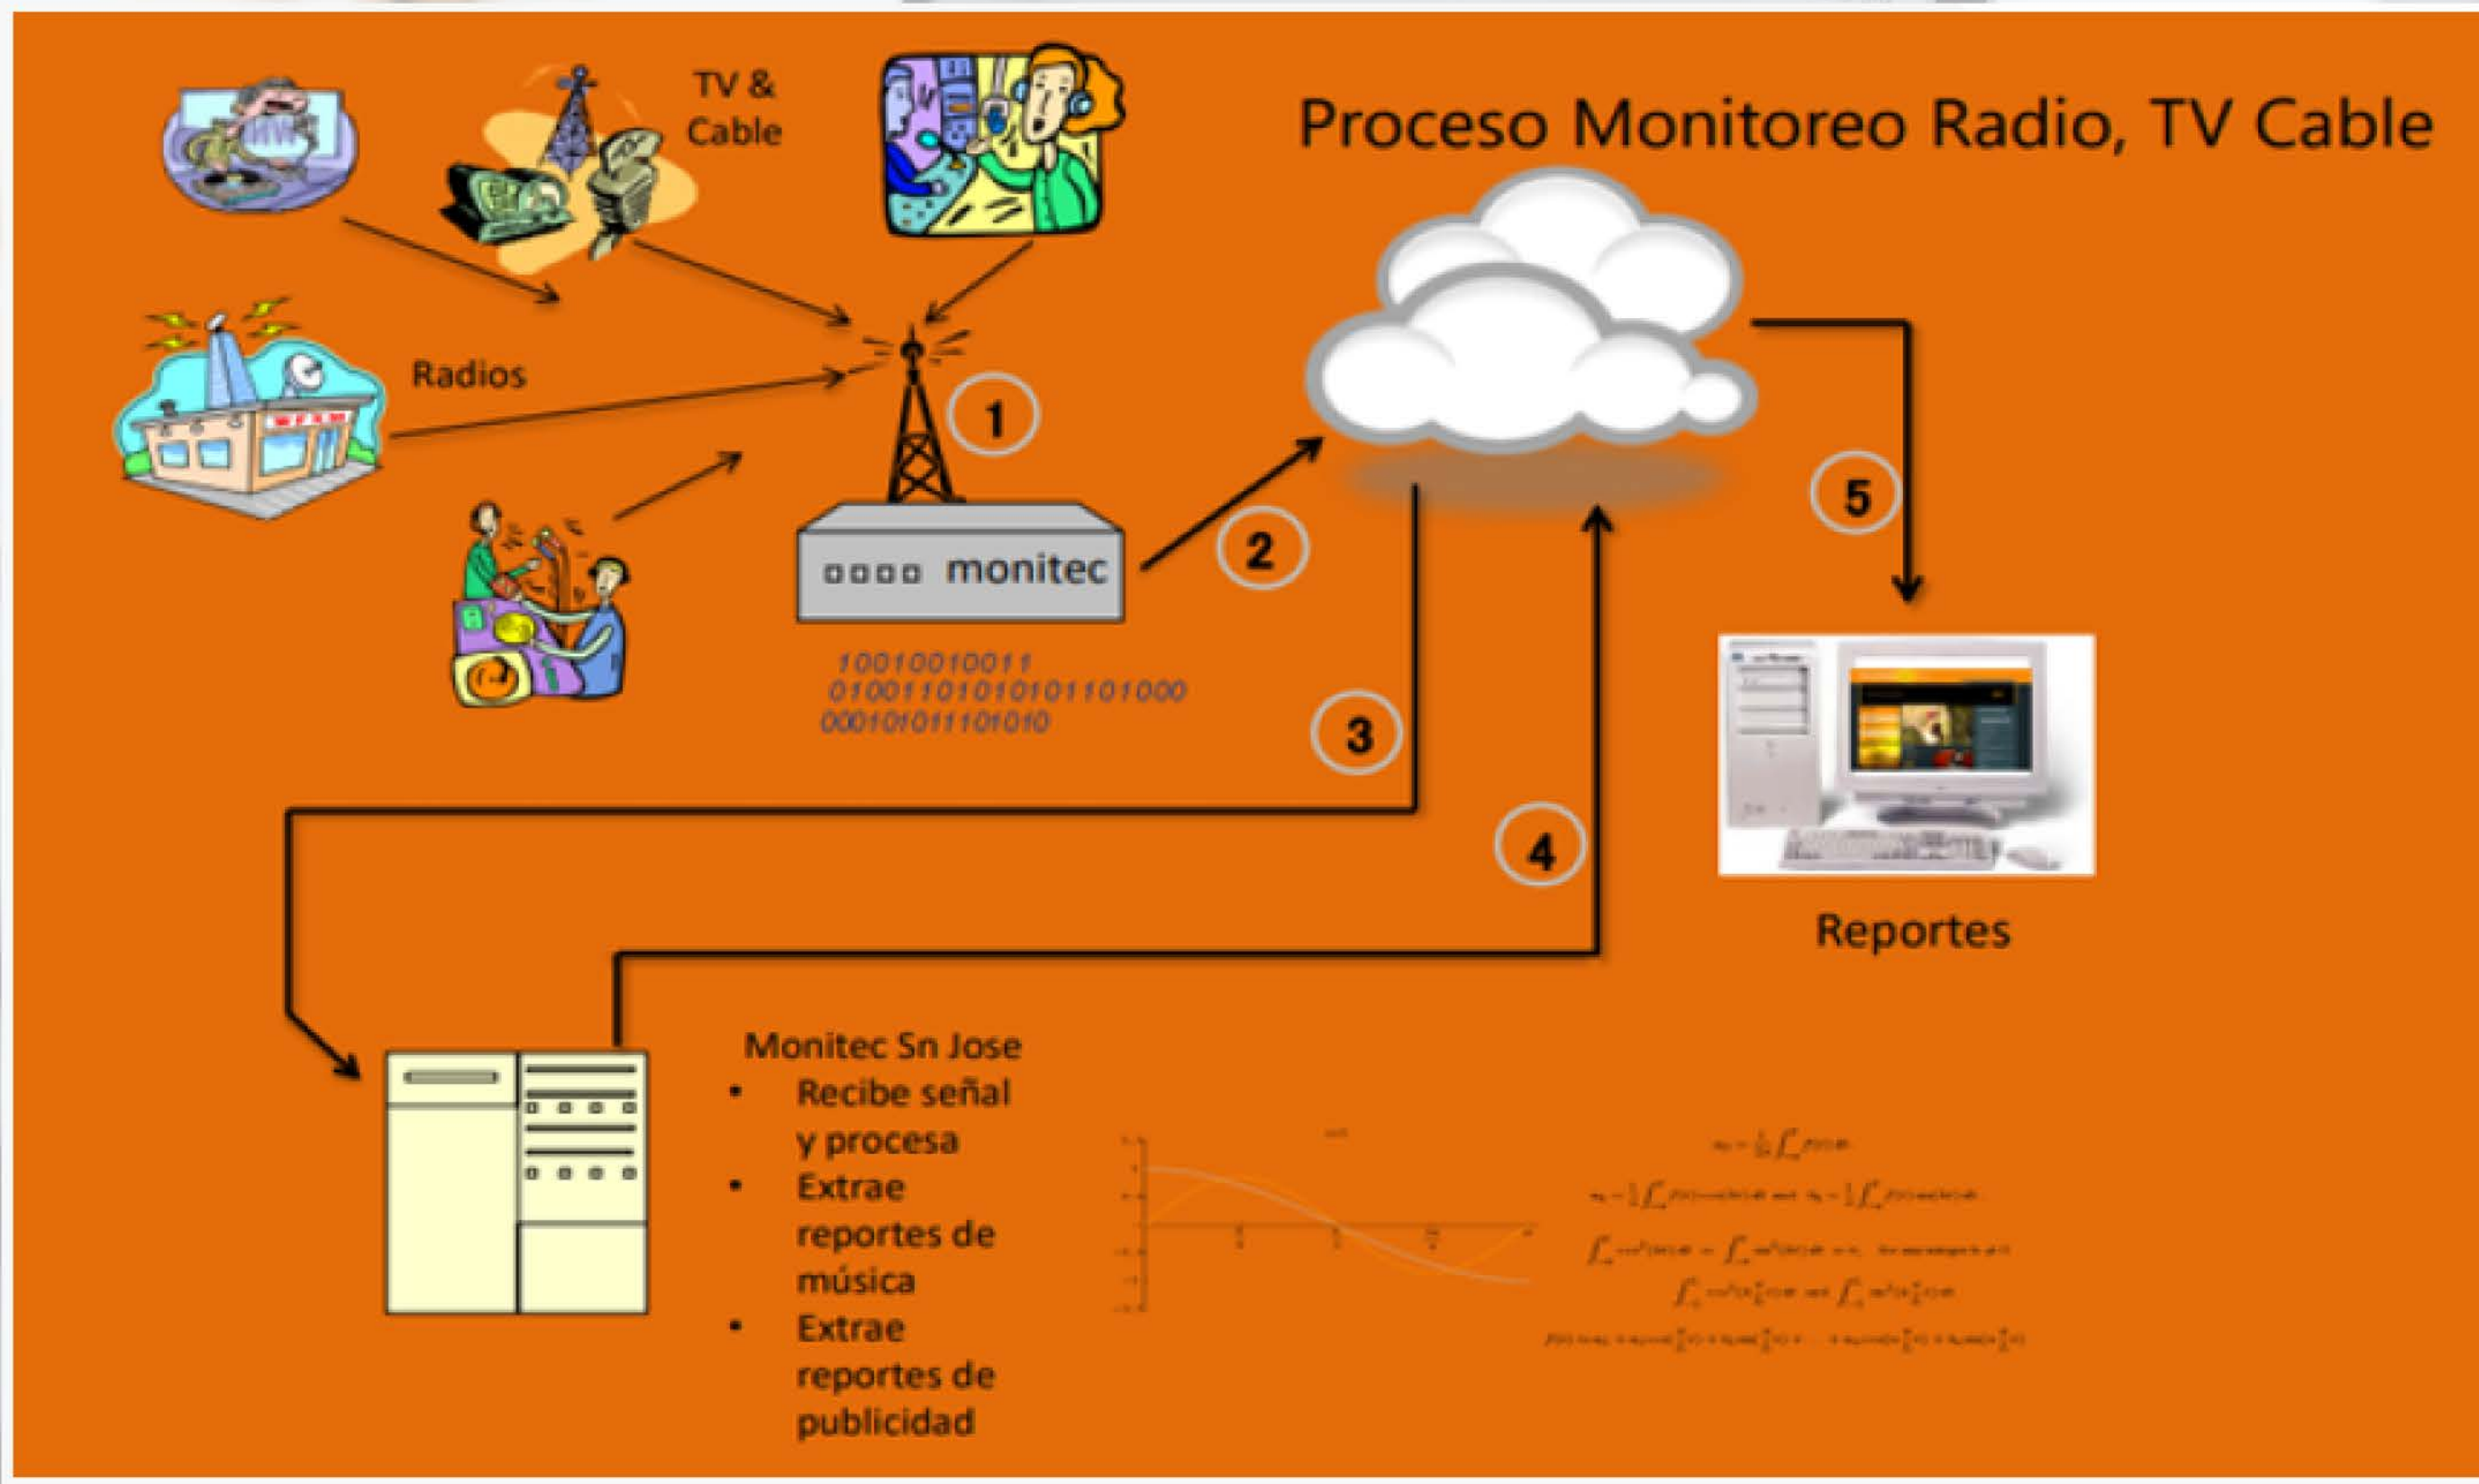 Proceso Monitoreo Radio, TV Cable
TV &
Cable
Radios
1
2
monitec
10010010011
010011010101011101000
000101011101010
3
4
5
Reportes
Monitec Sn Jose
• Recibe señal
y procesa
• Extrae
reportes de
música
• Extrae
reportes de
publicidad